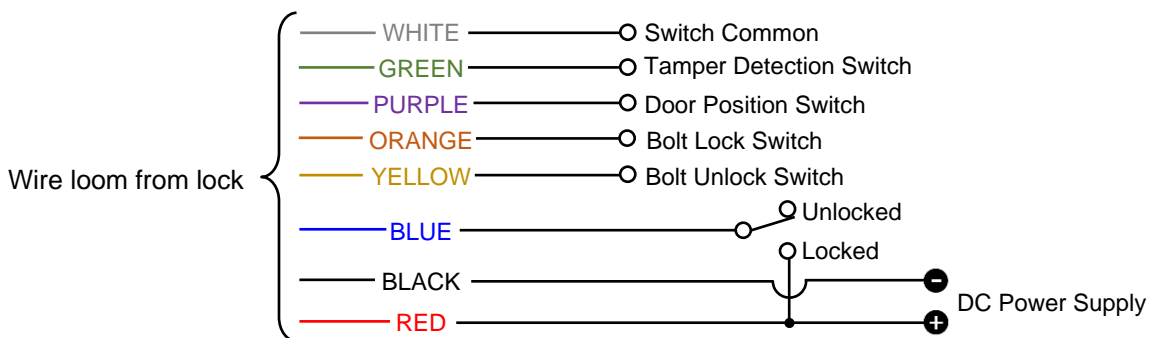 WHITE Switch Common
GREEN Tamper Detection Switch
PURPLE Door Position Switch
ORANGE Bolt Lock Switch
Wire loom from lock
YELLOW Bolt Unlock Switch
Unlocked
BLUE
Locked
BLACK -
DC Power Supply
RED +